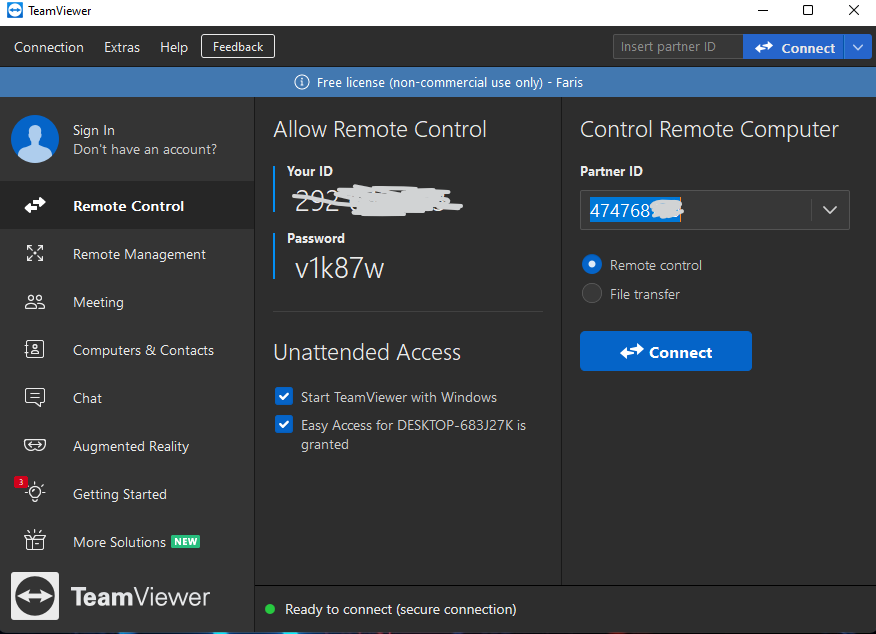 TeamViewer
Connection Extras Help Feedback
Insert partner ID Connect
Free license (non-commercial use only) - Faris
Sign In
Don't have an account?
Remote Control
Remote Management
Meeting
Computers & Contacts
Chat
Augmented Reality
3
Getting Started
More Solutions NEW
TeamViewer
Allow Remote Control
Your ID
292
Password
v1k87w
Unattended Access
Start TeamViewer with Windows
Easy Access for DESKTOP-683J27K is
granted
Control Remote Computer
Partner ID
474768
Remote control
File transfer
Connect
Ready to connect (secure connection)